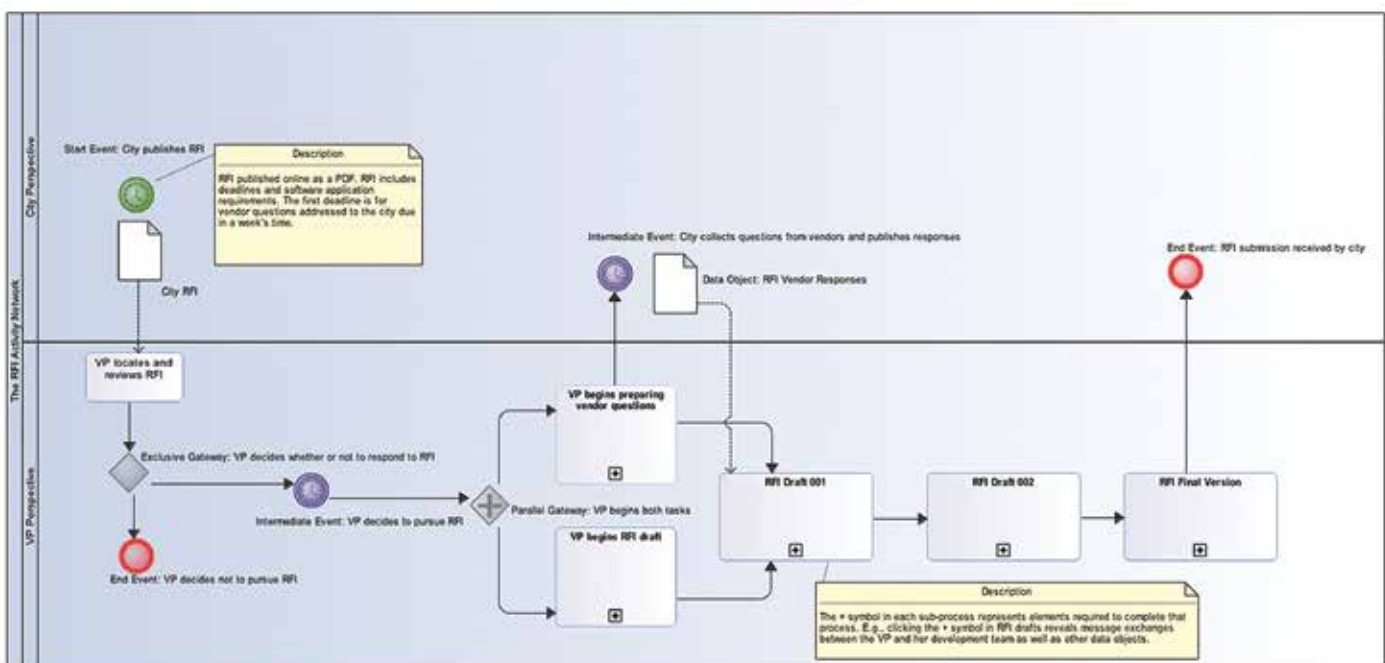 The RFI Activity Network
City Perspective
Start Event: City publishes RFI
Description
RFI published online as a PDF. RFI includes
deadlines and software application
requirements. The first deadline is for
vendor questions addressed to the city due
in a week's time.
City RFI
Intermediate Event: City collects questions from vendors and publishes responses
Data Object: RFI Vendor Responses
End Event: RFI submission received by city
VP Perspective
VP locates and
reviews RFI
Exclusive Gateway: VP decides whether or not to respond to RFI
Intermediate Event: VP decides to pursue RFI
End Event: VP decides not to pursue RFI
Parallel Gateway: VP begins both tasks
VP begins preparing
vendor questions
VP begins RFI draft
RFI Draft 001
RFI Draft 002
RFI Final Version
Description
The + symbol in each sub-process represents elements required to complete that
process. E.g., clicking the + symbol in RFI drafts reveals message exchanges
between the VP and her development team as well as other data objects.